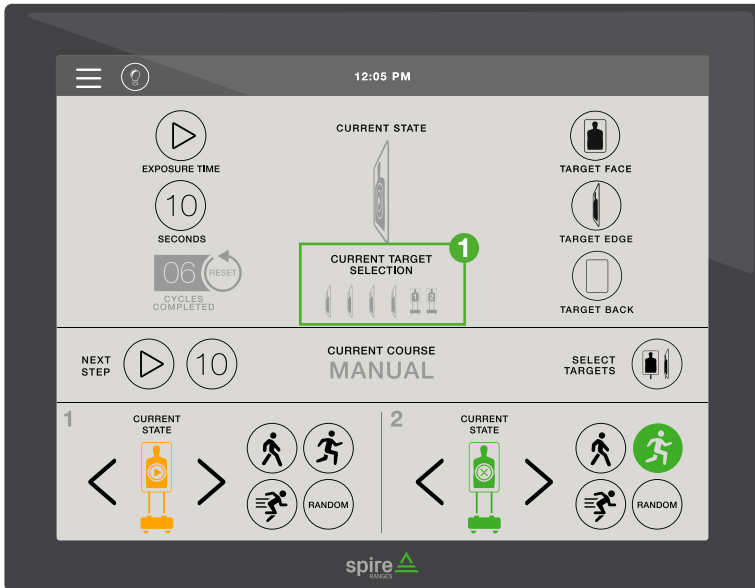 12:05 PM
CURRENT STATE
EXPOSURE TIME
TARGET FACE
10
SECONDS
TARGET EDGE
1
CURRENT TARGET
SELECTION
06
RESET
CYCLES
COMPLETED
1 2
TARGET BACK
NEXT
STEP
10
CURRENT COURSE
MANUAL
SELECT
TARGETS
1
CURRENT
STATE
RANDOM
2
CURRENT
STATE
RANDOM
spire
RANGES